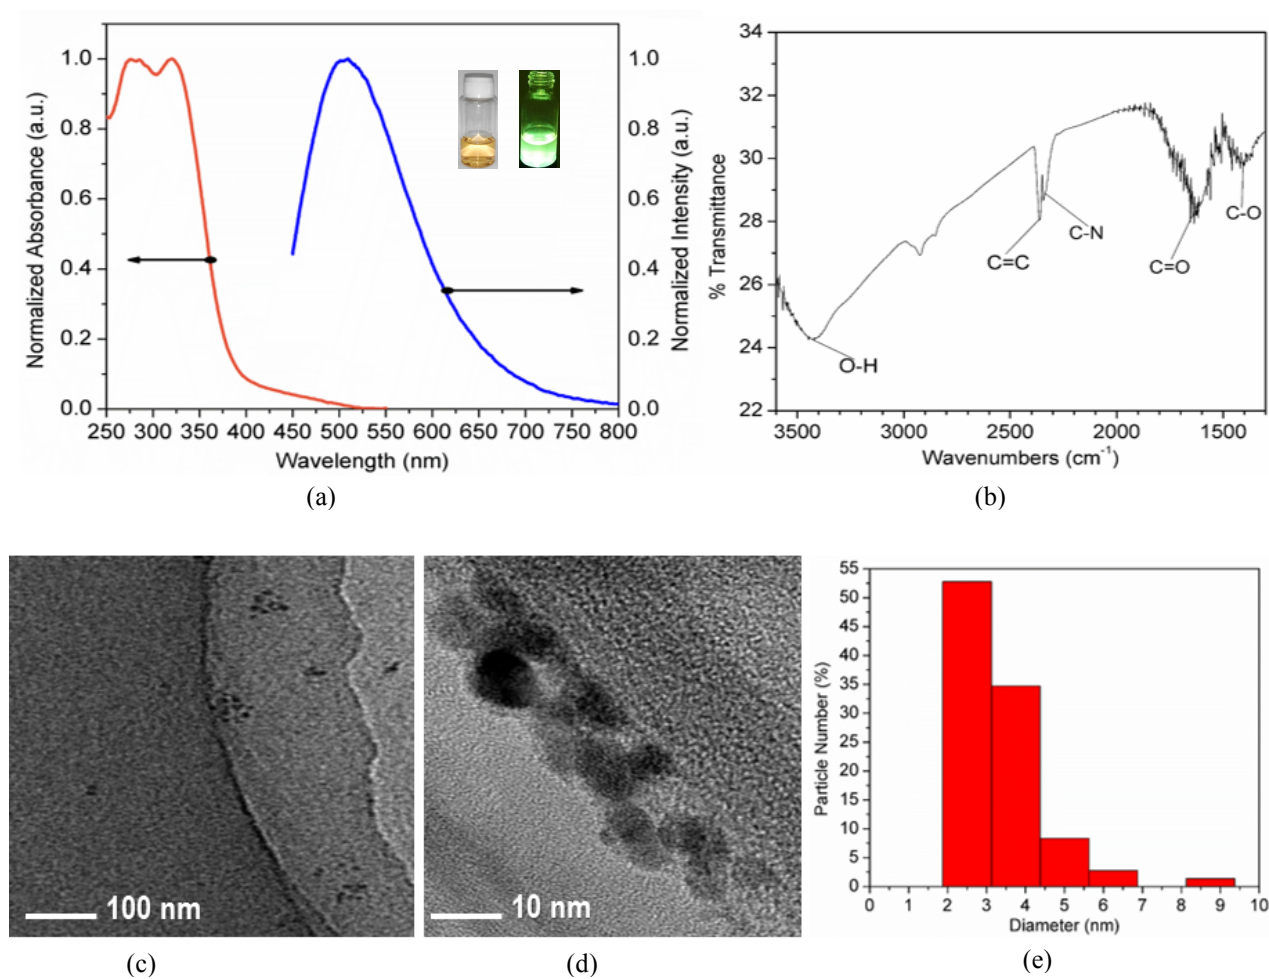 1.0
0.8
0.6
0.4
0.2
0.0
Normalized Absorbance (a.u.)
250 300 350 400 450 500 550 600 650 700 750 800
Wavelength (nm)
1.0
0.8
0.6
0.4
0.2
0.0
Normalized Intensity (a.u.)
(a)
34
32
30
28
26
24
22
% Transmittance
O-H
C=C
C-N
C=O
C-O
3500 3000 2500 2000 1500
Wavenumbers (cm⁻¹)
(b)
100 nm
(c)
10 nm
(d)
55
50
45
40
35
30
25
20
15
10
5
0
Particle Number (%)
0 1 2 3 4 5 6 7 8 9 10
Diameter (nm)
(e)